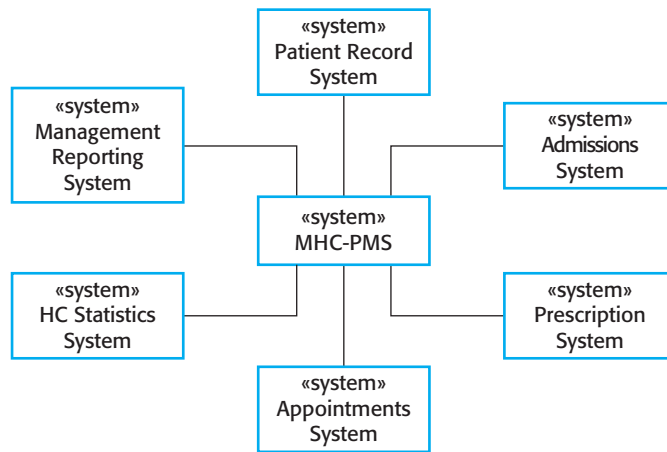 «system»
Patient Record
System
«system»
Management
Reporting
System
«system»
Admissions
System
«system»
MHC-PMS
«system»
HC Statistics
System
«system»
Prescription
System
«system»
Appointments
System